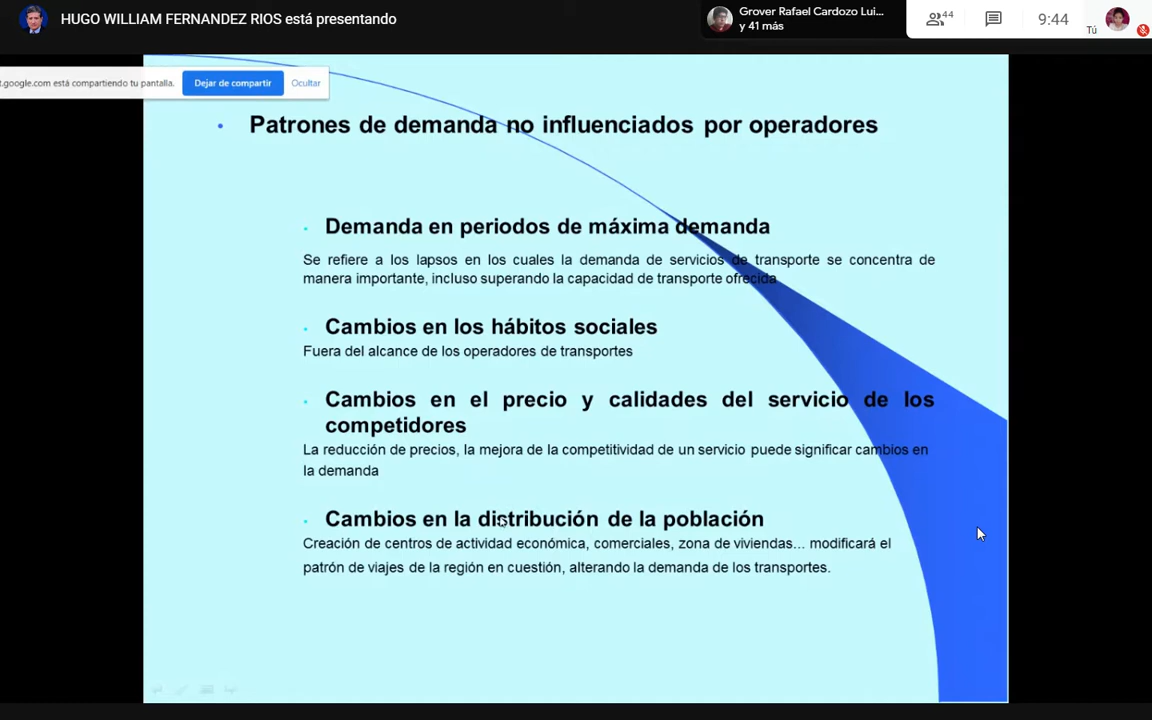 HUGO WILLIAM FERNANDEZ RIOS está presentando
Grover Rafael Cardozo Lui...
y 41 más
44
9:44
Tú
t.google.com está compartiendo tu pantalla.
Dejar de compartir
Ocultar
• Patrones de demanda no influenciados por operadores
• Demanda en periodos de máxima demanda
Se refiere a los lapsos en los cuales la demanda de servicios de transporte se concentra de
manera importante, incluso superando la capacidad de transporte ofrecida
• Cambios en los hábitos sociales
Fuera del alcance de los operadores de transportes
• Cambios en el precio y calidades del servicio de los
competidores
La reducción de precios, la mejora de la competitividad de un servicio puede significar cambios en
la demanda
• Cambios en la distribución de la población
Creación de centros de actividad económica, comerciales, zona de viviendas... modificará el
patrón de viajes de la región en cuestión, alterando la demanda de los transportes.